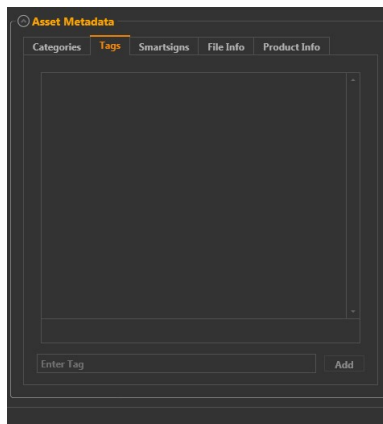 Asset Metadata
Categories Tags Smartsigns File Info Product Info
Enter Tag Add